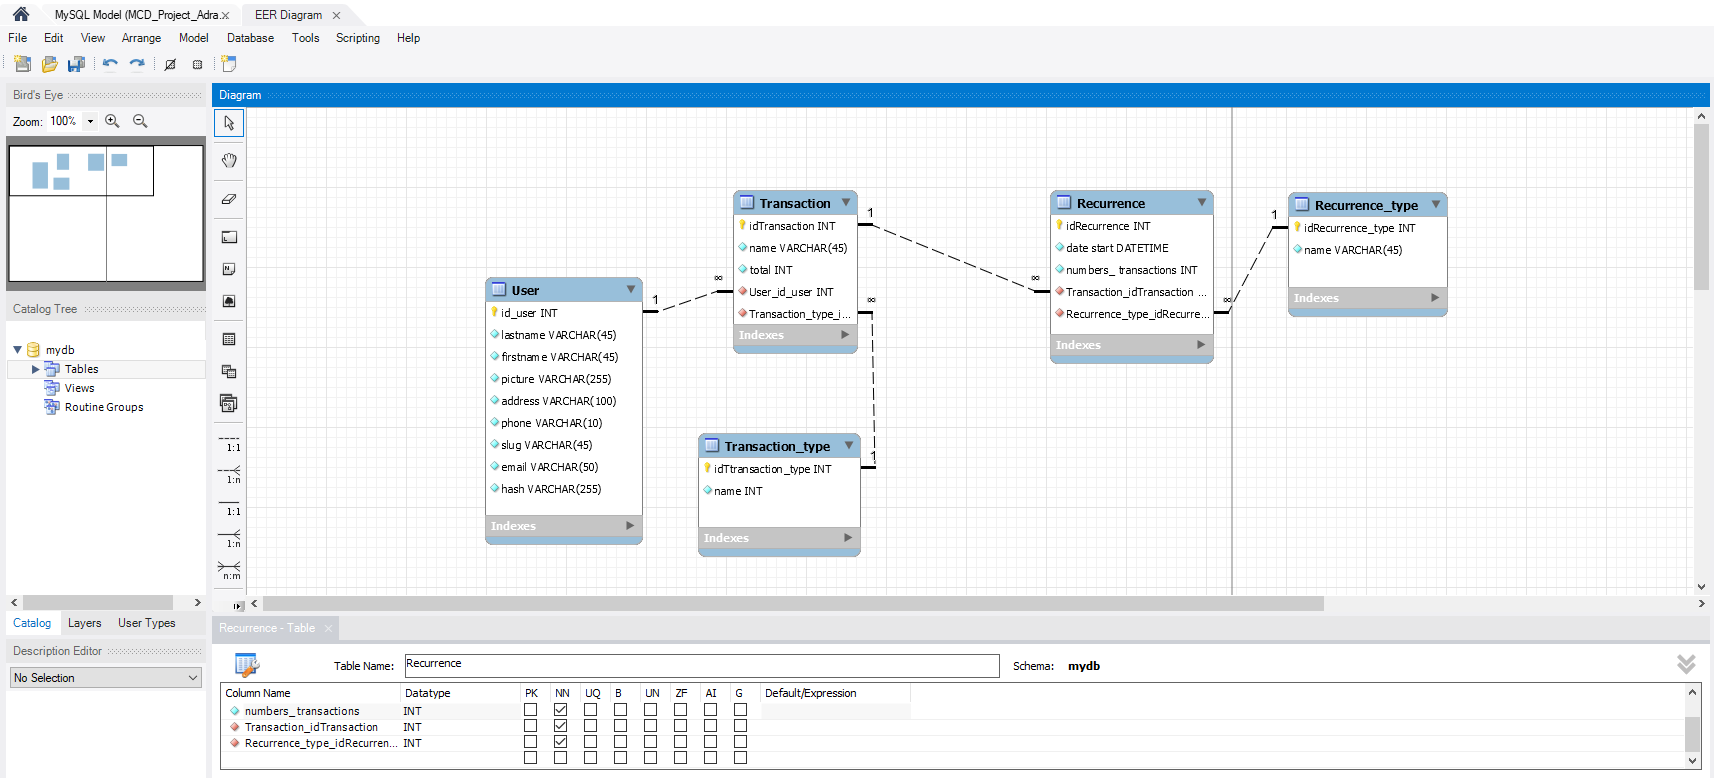 MySQL Model (MCD_Project_Adra... ×
EER Diagram ×
File Edit View Arrange Model Database Tools Scripting Help
Bird's Eye
Zoom: 100%
Catalog Tree
mydb
Tables
Views
Routine Groups
Catalog Layers User Types
Description Editor
No Selection
Diagram
1:1
1:n
1:1
1:n
n:m
User
id_user INT
lastname VARCHAR(45)
firstname VARCHAR(45)
picture VARCHAR(255)
address VARCHAR(100)
phone VARCHAR(10)
slug VARCHAR(45)
email VARCHAR(50)
hash VARCHAR(255)
Indexes
1
∞
Transaction
idTransaction INT
name VARCHAR(45)
total INT
User_id_user INT
Transaction_type_i...
Indexes
1
∞
∞
1
Transaction_type
idTtransaction_type INT
name INT
Indexes
Recurrence
idRecurrence INT
date start DATETIME
numbers_ transactions INT
Transaction_idTransaction ...
Recurrence_type_idRecurre...
Indexes
∞
1
Recurrence_type
idRecurrence_type INT
name VARCHAR(45)
Indexes
Recurrence - Table ×
Table Name: Recurrence Schema: mydb
Column Name Datatype PK NN UQ B UN ZF AI G Default/Expression
numbers_ transactions INT
Transaction_idTransaction INT
Recurrence_type_idRecurren... INT